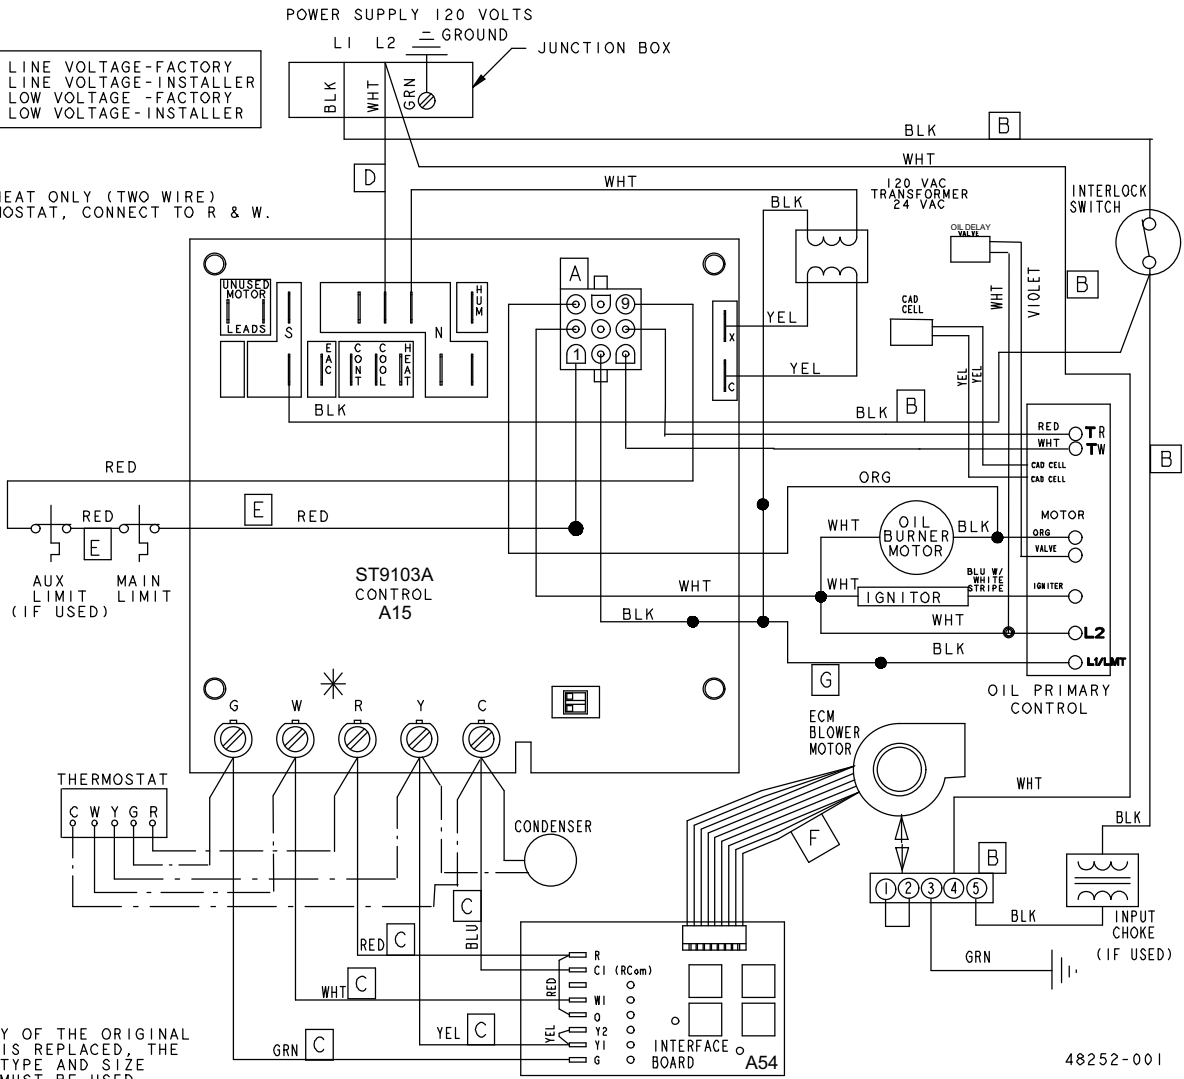 POWER SUPPLY 120 VOLTS
L1 L2 GROUND
JUNCTION BOX
LINE VOLTAGE-FACTORY
LINE VOLTAGE-INSTALLER
LOW VOLTAGE -FACTORY
LOW VOLTAGE-INSTALLER
BLK
WHT
GRN
BLK
B
WHT
D
HEAT ONLY (TWO WIRE)
MOSTAT, CONNECT TO R & W.
WHT
120 VAC
TRANSFORMER
24 VAC
BLK
INTERLOCK
SWITCH
OIL DELAY
VALVE
UNUSED
MOTOR
LEADS
S
N
HUM
A
9
1
EAC
CONT
COOL
HEAT
X
C
YEL
YEL
WHT
VIOLET
B
CAD
CELL
YEL
YEL
BLK
BLK
B
RED
TR
WHT
TW
CAD CELL
CAD CELL
B
RED
ORG
E
RED
RED
E
AUX
LIMIT
(IF USED)
MAIN
LIMIT
WHT
OIL
BURNER
MOTOR
BLK
MOTOR
ORG
VALVE
ST9103A
CONTROL
A15
WHT
WHT
IGNITOR
BLU W/
WHITE
STRIPE
IGNITER
BLK
WHT
L2
BLK
L1/LMT
G
OIL PRIMARY
CONTROL
G W R Y C
ECM
BLOWER
MOTOR
THERMOSTAT
C W Y G R
CONDENSER
F
WHT
BLK
B
1 2 3 4 5
BLK
INPUT
CHOKE
(IF USED)
GRN
C
BLU
RED
C
WHT
C
YEL
C
GRN
C
R
C1 (RCom)
RED
W1
O
Y2
YEL
Y1
G
INTERFACE
BOARD
A54
Y OF THE ORIGINAL
IS REPLACED, THE
TYPE AND SIZE
MUST BE USED
48252-001